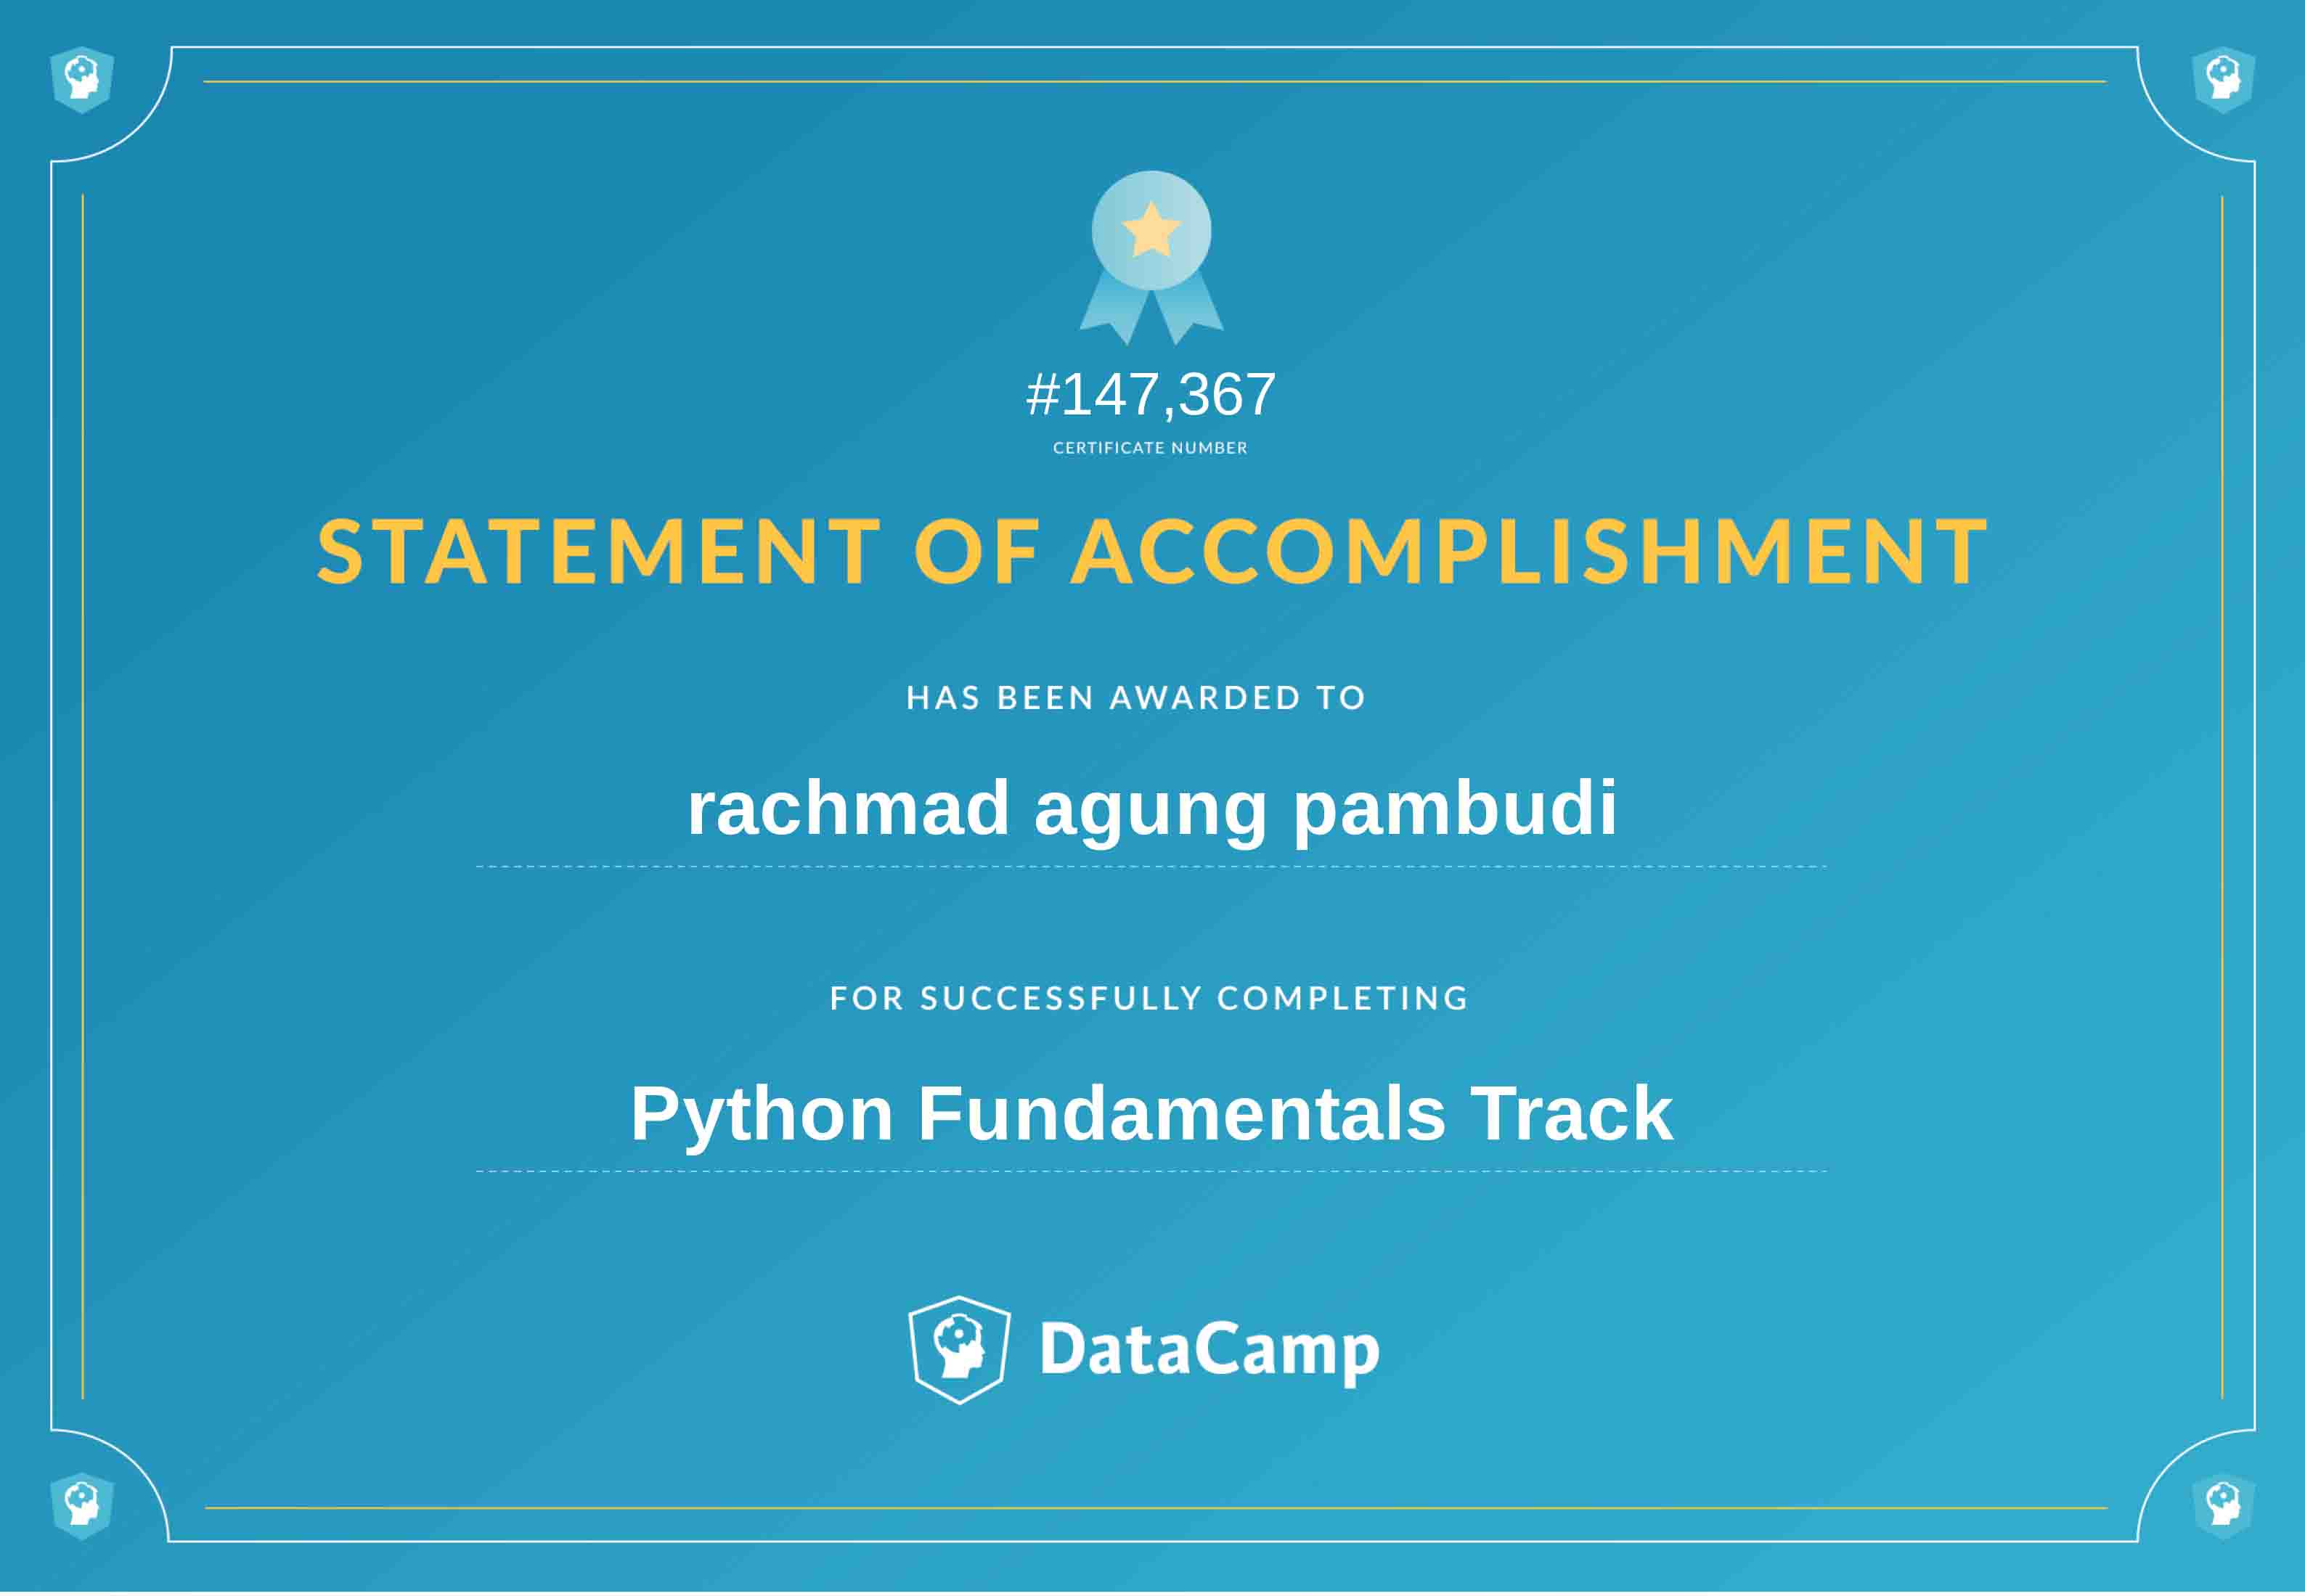 #147,367
CERTIFICATE NUMBER
STATEMENT OF ACCOMPLISHMENT
HAS BEEN AWARDED TO
rachmad agung pambudi
FOR SUCCESSFULLY COMPLETING
Python Fundamentals Track
DataCamp